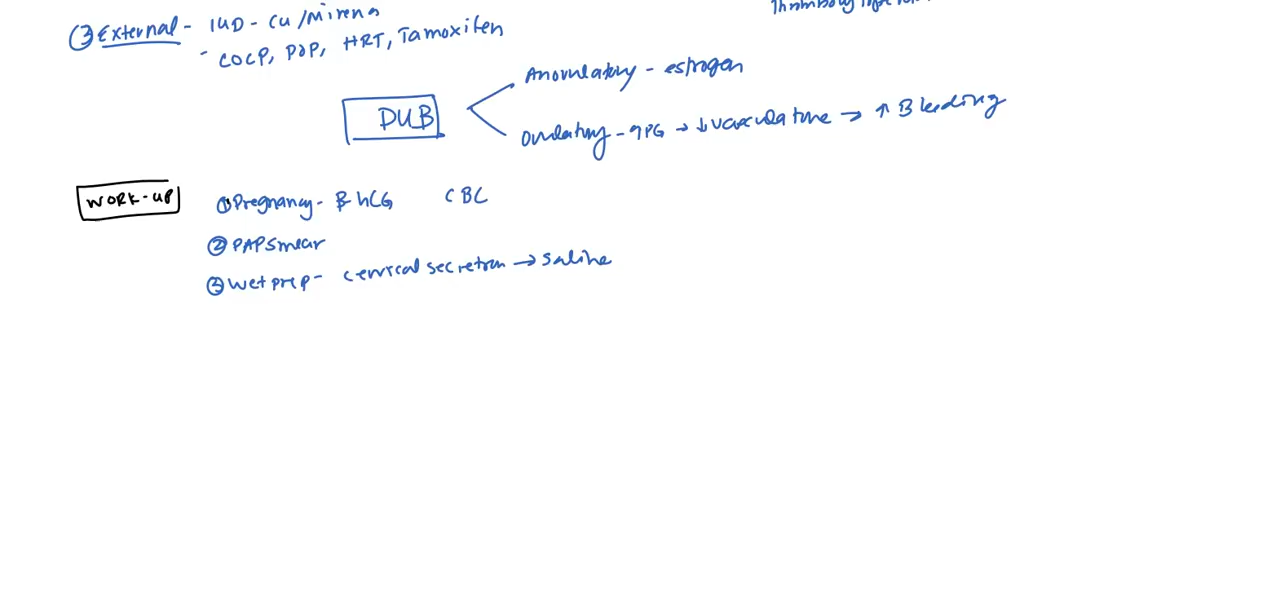 ③ External - IUD - Cu/Mirena
- COCP, POP, HRT, Tamoxifen
DUB
Anovulatory - estrogen
Ovulatory - ↑PG → ↓vasculature → ↑ Bleeding
WORK-UP
① Pregnancy - β hCG CBC
② PAP Smear
③ Wet prep - cervical secretion → saline